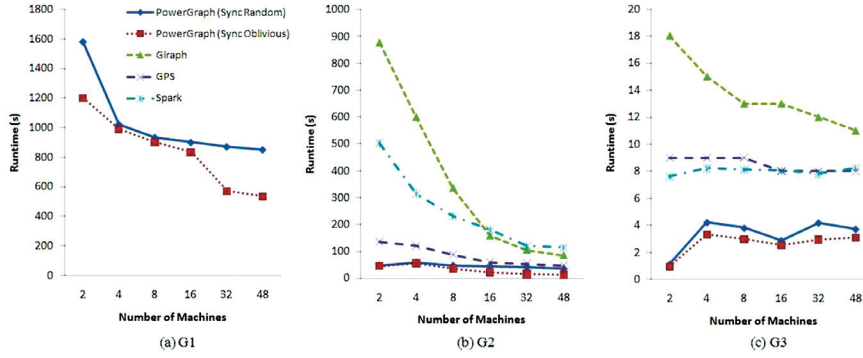 1800
1600
1400
1200
1000
800
600
400
200
0
Runtime (s)
2 4 8 16 32 48
Number of Machines
(a) G1
PowerGraph (Sync Random)
PowerGraph (Sync Oblivious)
Giraph
GPS
Spark
1000
900
800
700
600
500
400
300
200
100
0
Runtime (s)
2 4 8 16 32 48
Number of Machines
(b) G2
20
18
16
14
12
10
8
6
4
2
0
Runtime (s)
2 4 8 16 32 48
Number of Machines
(c) G3